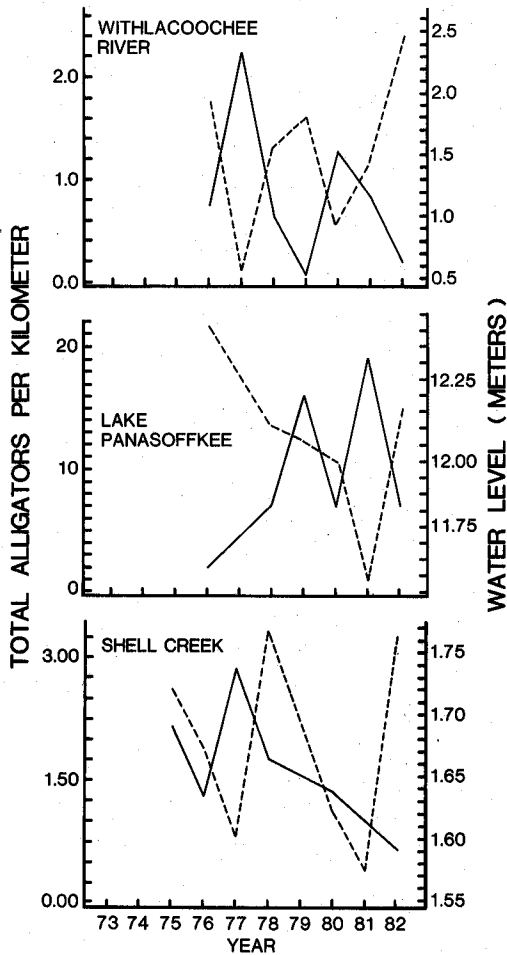 TOTAL ALLIGATORS PER KILOMETER
WATER LEVEL (METERS)
WITHLACOOCHEE
RIVER
2.0
1.0
0.0
2.5
2.0
1.5
1.0
0.5
LAKE
PANASOFFKEE
20
10
0
12.25
12.00
11.75
SHELL CREEK
3.00
1.50
0.00
1.75
1.70
1.65
1.60
1.55
73 74 75 76 77 78 79 80 81 82
YEAR